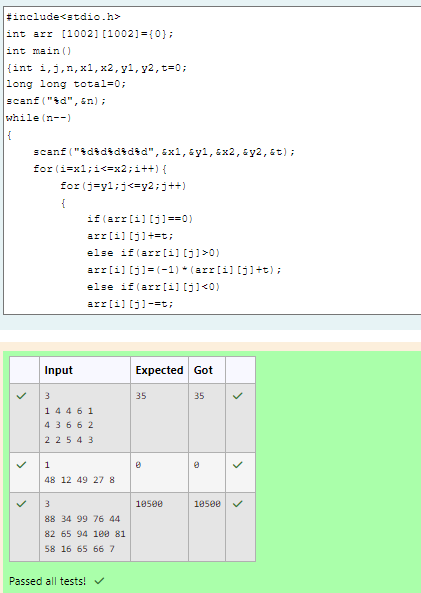 #include<stdio.h>
int arr [1002][1002]={0};
int main()
{int i,j,n,x1,x2,y1,y2,t=0;
long long total=0;
scanf("%d",&n);
while(n--)
{
scanf("%d%d%d%d%d",&x1,&y1,&x2,&y2,&t);
for(i=x1;i<=x2;i++){
for(j=y1;j<=y2;j++)
{
if(arr[i][j]==0)
arr[i][j]+=t;
else if(arr[i][j]>0)
arr[i][j]=(-1)*(arr[i][j]+t);
else if(arr[i][j]<0)
arr[i][j]-=t;
Input Expected Got
3 35 35
1 4 4 6 1
4 3 6 6 2
2 2 5 4 3
1 0 0
48 12 49 27 8
3 10500 10500
88 34 99 76 44
82 65 94 100 81
58 16 65 66 7
Passed all tests!